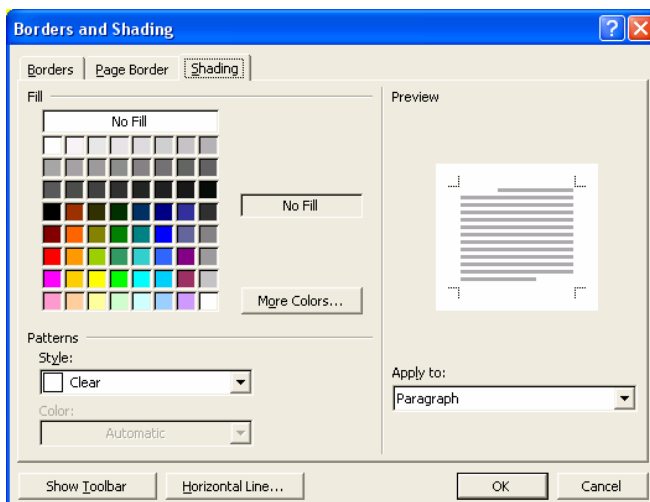 Borders and Shading
Borders Page Border Shading
Fill
No Fill
No Fill
More Colors...
Patterns
Style:
Clear
Color:
Automatic
Preview
Apply to:
Paragraph
Show Toolbar Horizontal Line... OK Cancel